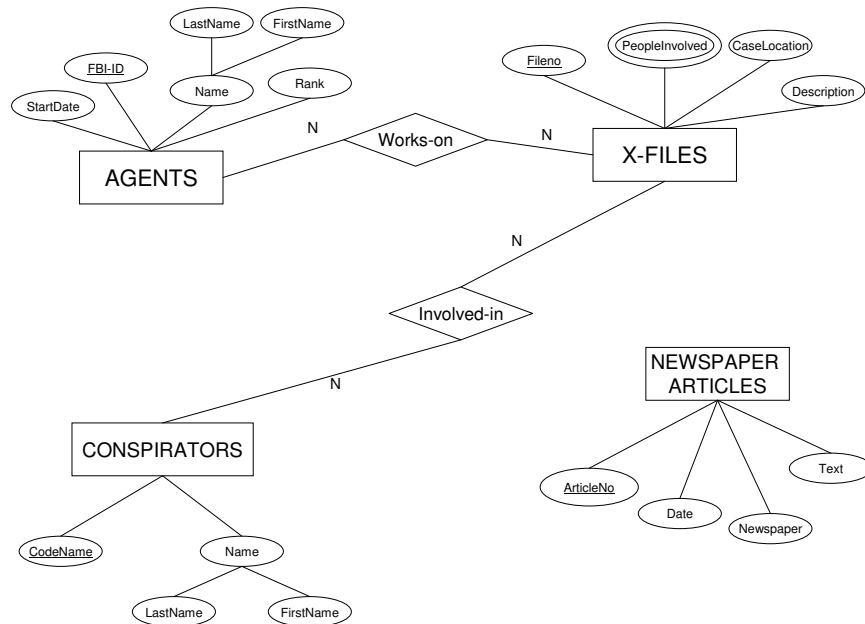 LastName
FirstName
FBI-ID
StartDate
Name
Rank
AGENTS
N
Works-on
N
Fileno
PeopleInvolved
CaseLocation
Description
X-FILES
N
Involved-in
N
CONSPIRATORS
CodeName
Name
LastName
FirstName
NEWSPAPER
ARTICLES
ArticleNo
Date
Newspaper
Text